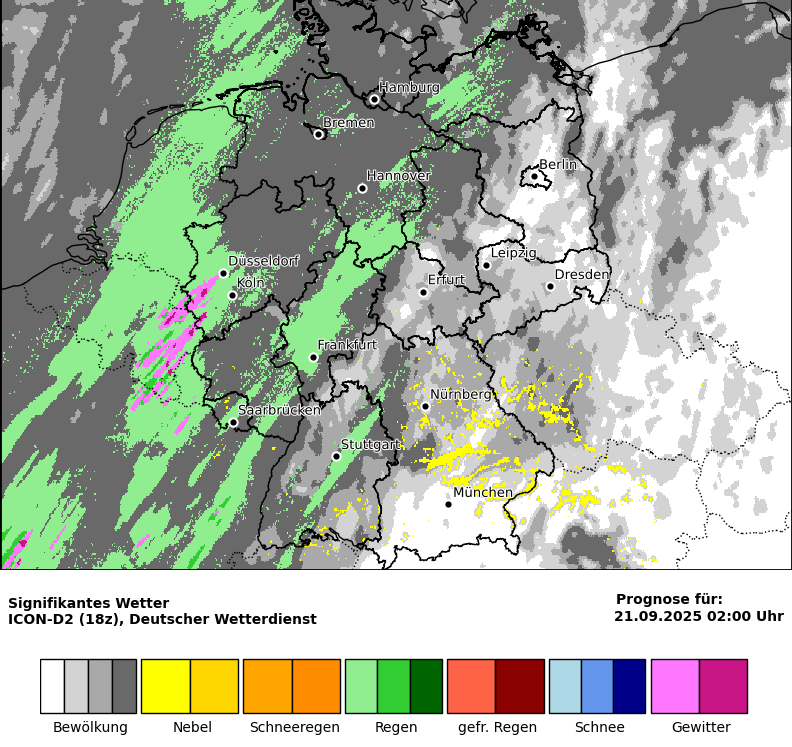 Hamburg
Bremen
Berlin
Hannover
Leipzig
Düsseldorf
Dresden
Köln
Erfurt
Frankfurt
Nürnberg
Saarbrücken
Stuttgart
München
Signifikantes Wetter
ICON-D2 (18z), Deutscher Wetterdienst
Prognose für:
21.09.2025 02:00 Uhr
Bewölkung Nebel Schneeregen Regen gefr. Regen Schnee Gewitter